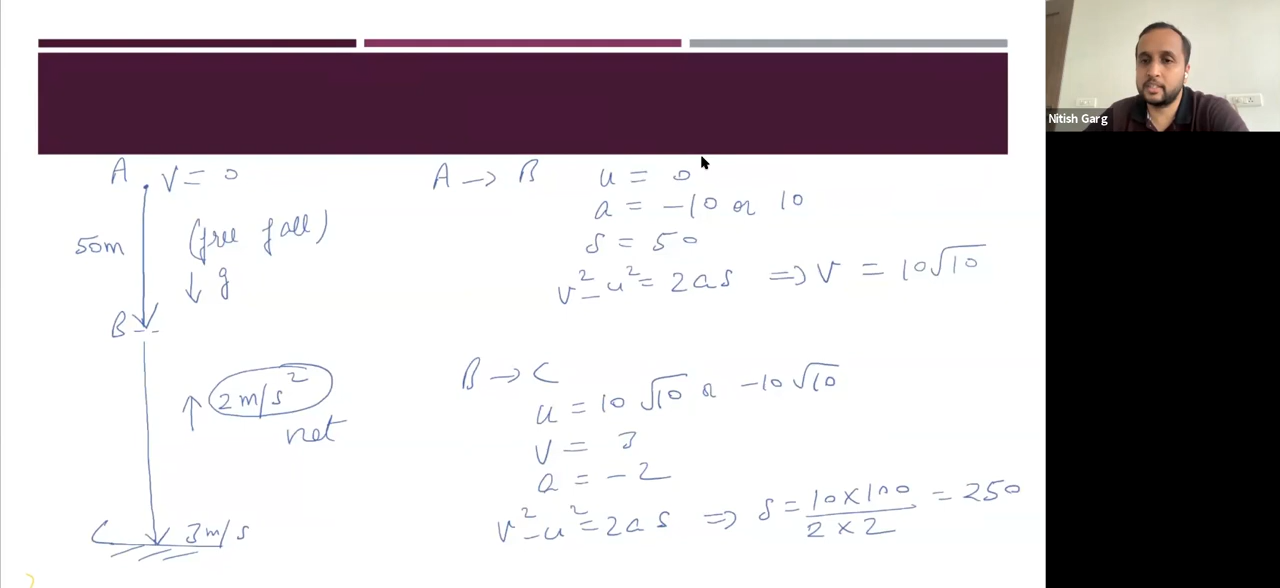 Nitish Garg
A . V = 0
50m (free fall)
↓ g
B
↑ 2 m/s²
net
C 3 m/s
A → B u = 0
a = -10 or 10
s = 50
v² - u² = 2as ⇒ v = 10√10
B → C
u = 10√10 or -10√10
v = 3
a = -2
v² - u² = 2as ⇒ s = 10 × 100 / 2 × 2 = 250